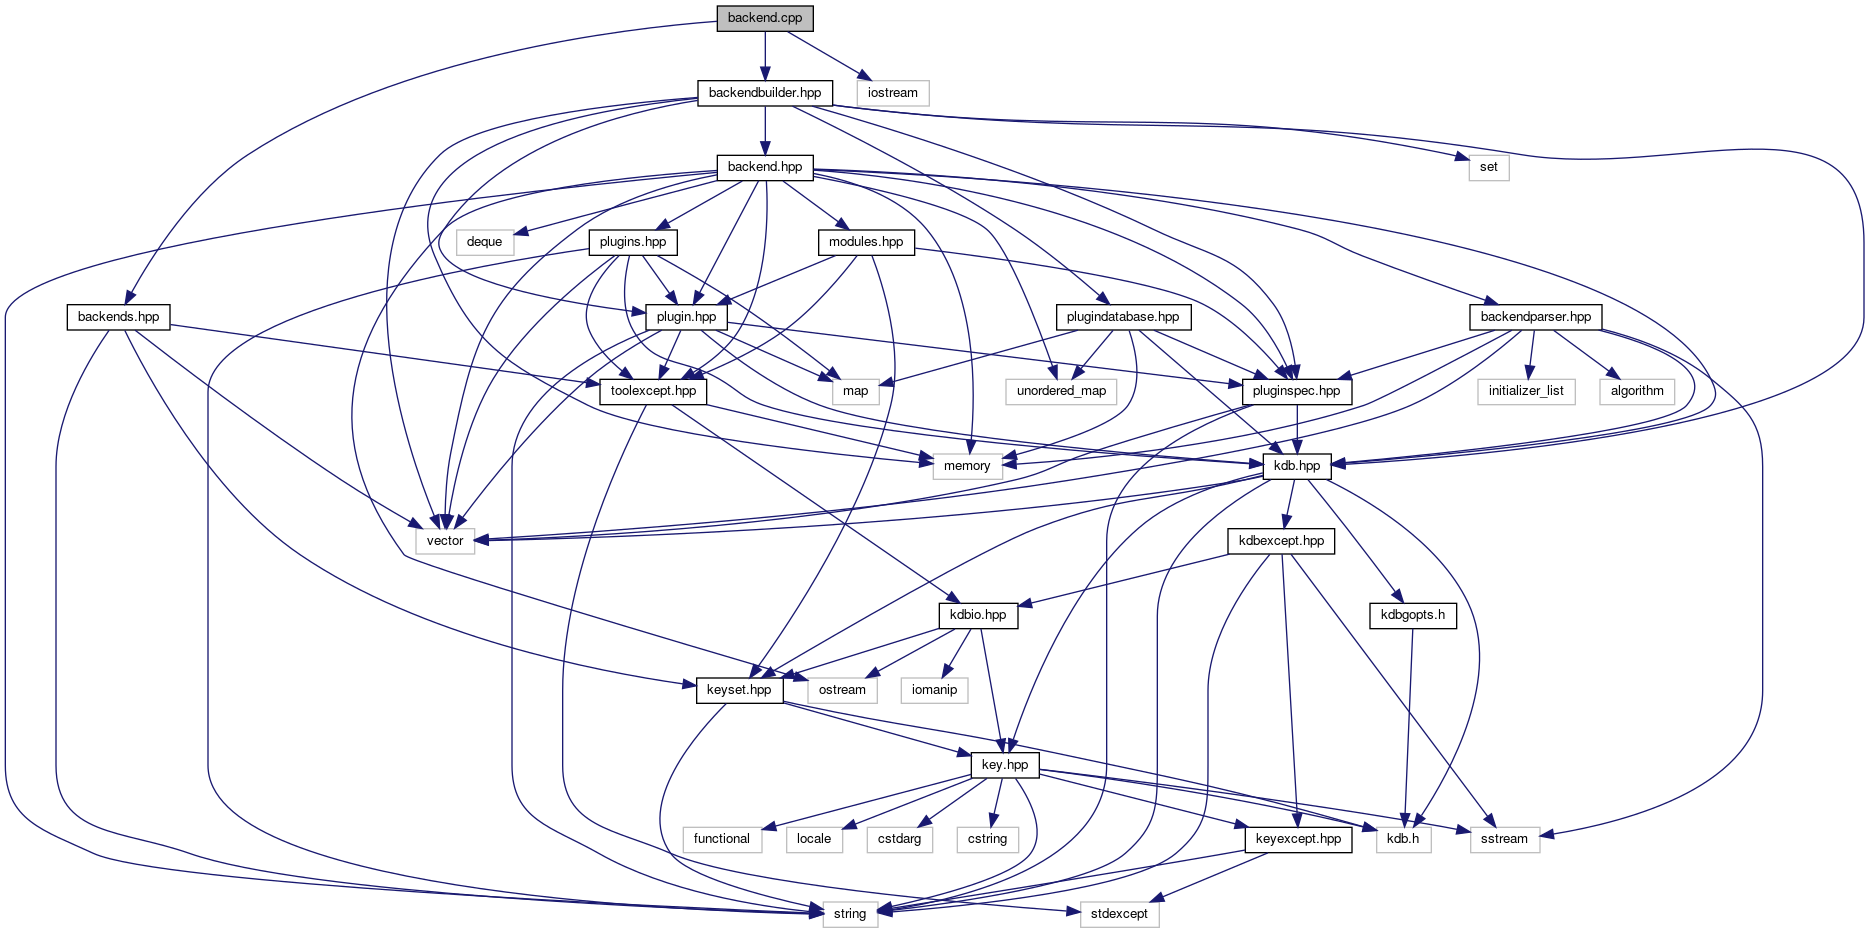 backend.cpp
backendbuilder.hpp
iostream
backend.hpp
set
deque
plugins.hpp
modules.hpp
backends.hpp
plugin.hpp
plugindatabase.hpp
backendparser.hpp
toolexcept.hpp
map
unordered_map
pluginspec.hpp
initializer_list
algorithm
memory
kdb.hpp
vector
kdbexcept.hpp
kdbio.hpp
kdbgopts.h
keyset.hpp
ostream
iomanip
key.hpp
functional
locale
cstdarg
cstring
keyexcept.hpp
kdb.h
sstream
string
stdexcept